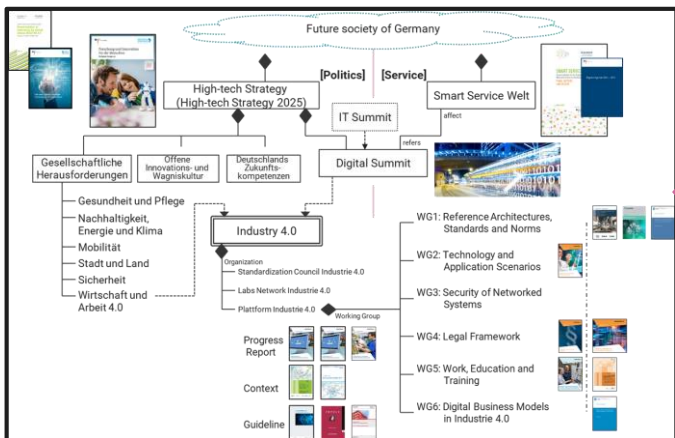 Future society of Germany
High-tech Strategy
(High-tech Strategy 2025)
[Politics]
[Service]
Smart Service Welt
IT Summit
affect
refers
Digital Summit
Gesellschaftliche
Herausforderungen
Offene
Innovations- und
Wagniskultur
Deutschlands
Zukunfts-
kompetenzen
Gesundheit und Pflege
Nachhaltigkeit,
Energie und Klima
Mobilität
Stadt und Land
Sicherheit
Wirtschaft und
Arbeit 4.0
Industry 4.0
Organization
Standardization Council Industrie 4.0
Labs Network Industrie 4.0
Plattform Industrie 4.0
Working Group
WG1: Reference Architectures,
Standards and Norms
WG2: Technology and
Application Scenarios
WG3: Security of Networked
Systems
WG4: Legal Framework
WG5: Work, Education and
Training
WG6: Digital Business Models
in Industrie 4.0
Progress
Report
Context
Guideline